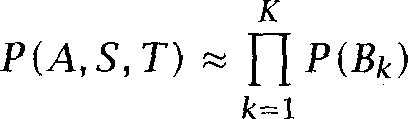 P(A, S, T) ≈ ∏_{k=1}^{K} P(B_k)